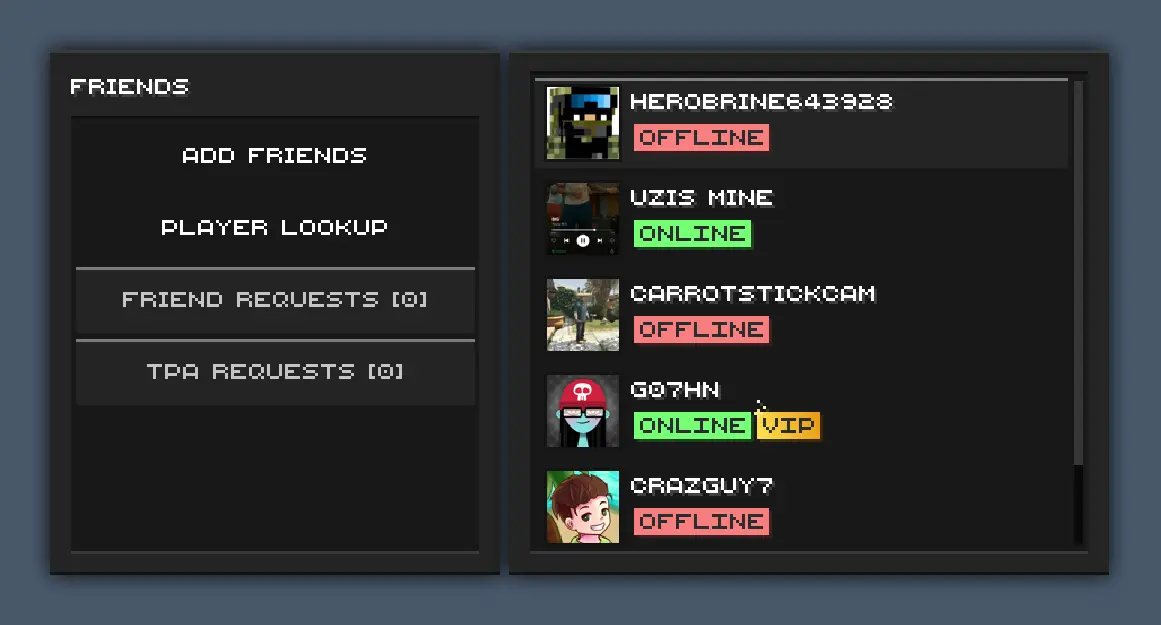 FRIENDS
ADD FRIENDS
PLAYER LOOKUP
FRIEND REQUESTS [0]
TPA REQUESTS [0]
HEROBRINE643928
OFFLINE
UZIS MINE
ONLINE
CARROTSTICKCAM
OFFLINE
G07HN
ONLINE VIP
CRAZGUY7
OFFLINE